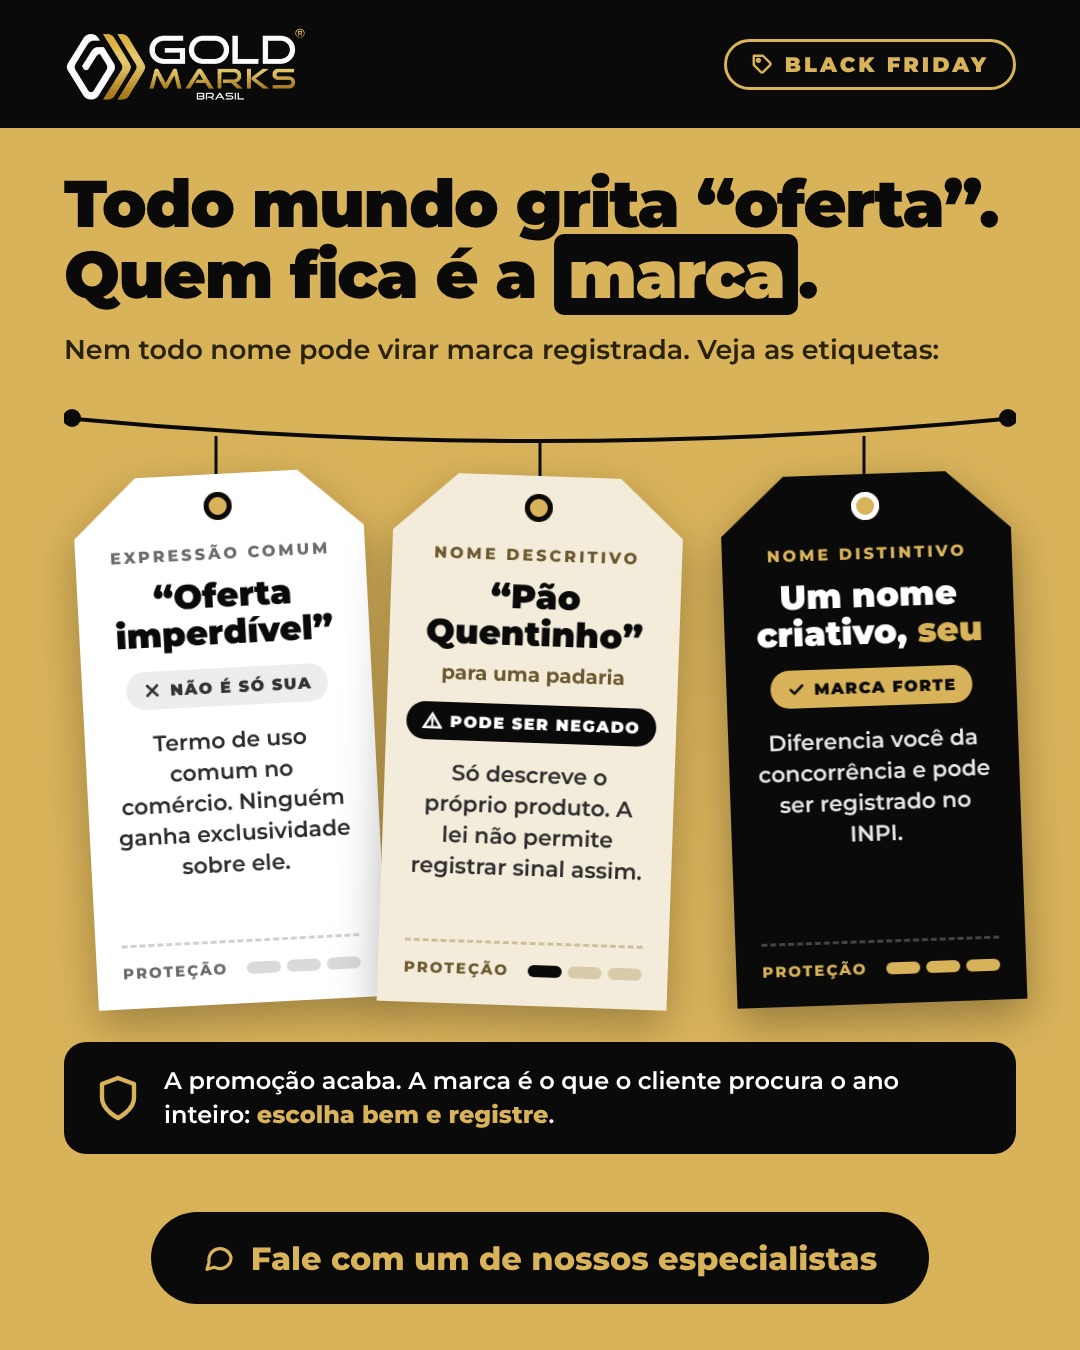 GOLD
MARKS
BRASIL
®
BLACK FRIDAY
Todo mundo grita “oferta”.
Quem fica é a marca.
Nem todo nome pode virar marca registrada. Veja as etiquetas:
EXPRESSÃO COMUM
“Oferta
imperdível”
NÃO É SÓ SUA
Termo de uso
comum no
comércio. Ninguém
ganha exclusividade
sobre ele.
PROTEÇÃO
NOME DESCRITIVO
“Pão
Quentinho”
para uma padaria
PODE SER NEGADO
Só descreve o
próprio produto. A
lei não permite
registrar sinal assim.
PROTEÇÃO
NOME DISTINTIVO
Um nome
criativo, seu
MARCA FORTE
Diferencia você da
concorrência e pode
ser registrado no
INPI.
PROTEÇÃO
A promoção acaba. A marca é o que o cliente procura o ano
inteiro: escolha bem e registre.
Fale com um de nossos especialistas